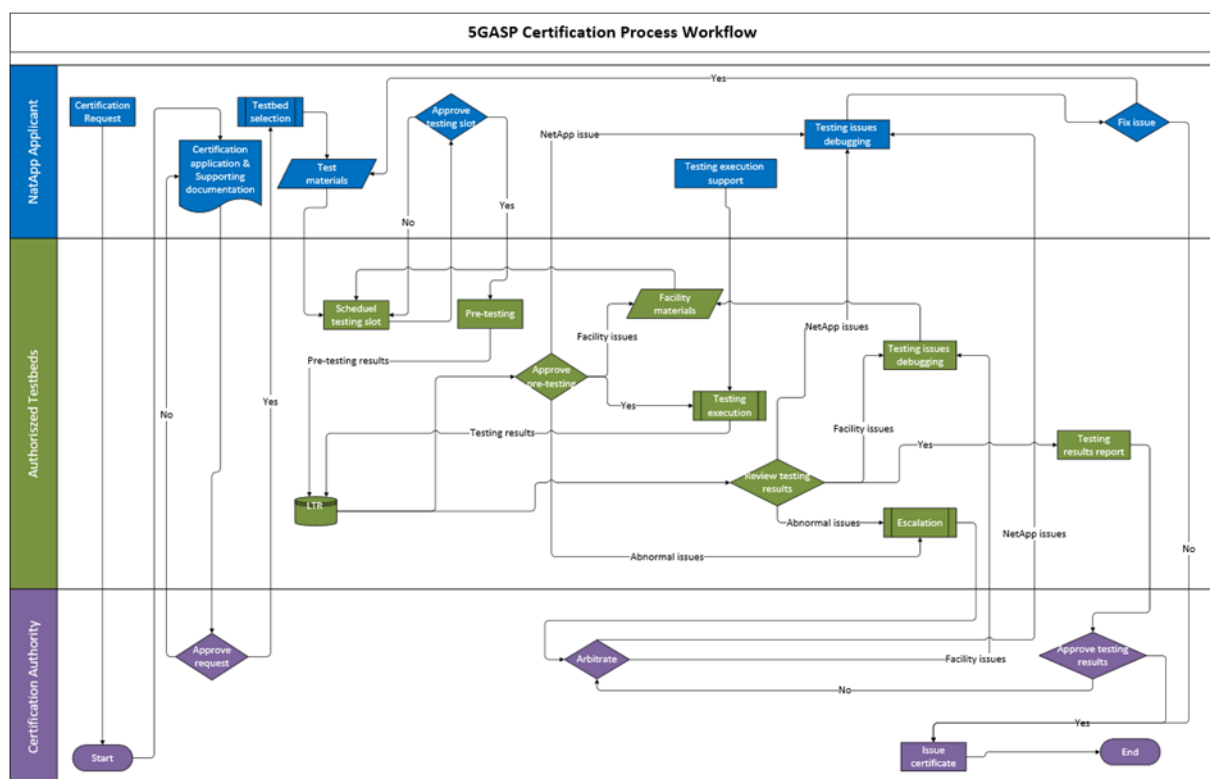 5GASP Certification Process Workflow
NatApp Applicant
Certification
Request
Certification
application &
Supporting
documentation
Testbed
selection
Test
materials
Approve
testing slot
Yes
No
Yes
NetApp issue
Testing issues
debugging
Testing execution
support
Fix issue
Authoriszed Testbeds
Scheduel
testing slot
Pre-testing
Facility
materials
Facility issues
NetApp issues
Testing issues
debugging
Pre-testing results
Approve
pre-testing
Yes
Testing
execution
No
Yes
Testing results
Facility issues
Yes
Testing
results report
LTR
Review testing
results
Abnormal issues
Escalation
NetApp issues
Abnormal issues
No
Certification Authority
Approve
request
Arbitrate
Facility issues
Approve testing
results
No
Yes
Start
Issue
certificate
End